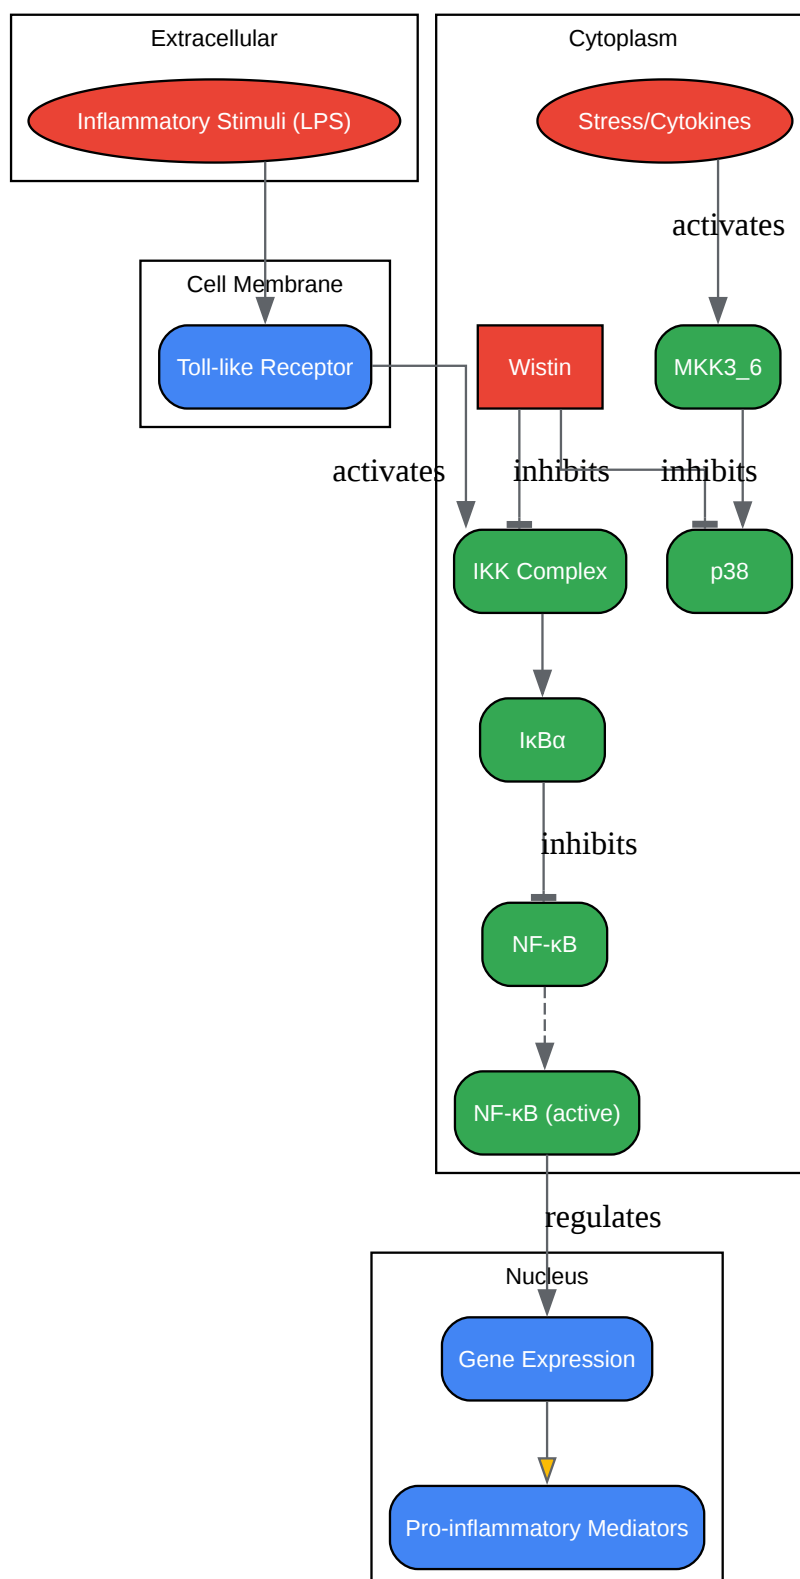 Extracellular
Cytoplasm
Inflammatory Stimuli (LPS)
Stress/Cytokines
activates
Cell Membrane
Toll-like Receptor
Wistin
MKK3_6
activates
inhibits
inhibits
IKK Complex
p38
IκBα
inhibits
NF-κB
NF-κB (active)
regulates
Nucleus
Gene Expression
Pro-inflammatory Mediators